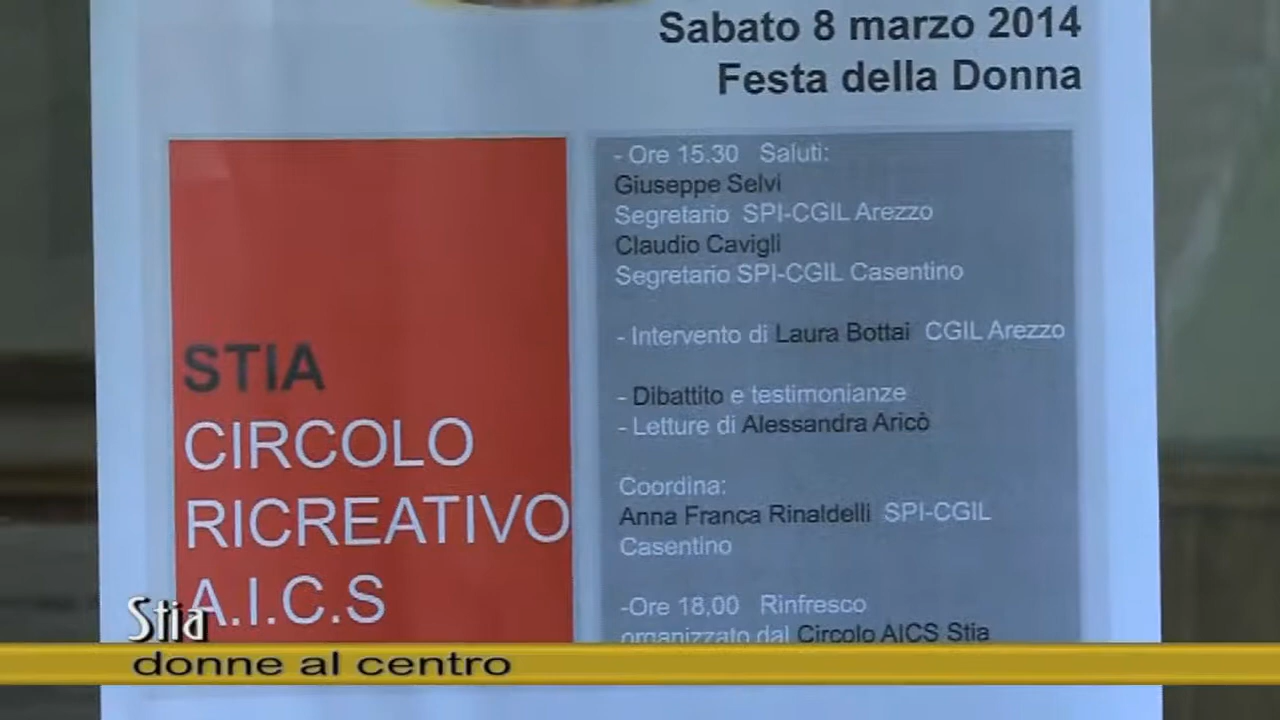 Sabato 8 marzo 2014
Festa della Donna
STIA
CIRCOLO
RICREATIVO
A.I.C.S
- Ore 15.30 Saluti:
Giuseppe Selvi
Segretario SPI-CGIL Arezzo
Claudio Cavigli
Segretario SPI-CGIL Casentino
- Intervento di Laura Bottai CGIL Arezzo
- Dibattito e testimonianze
- Letture di Alessandra Aricò
Coordina:
Anna Franca Rinaldelli SPI-CGIL
Casentino
-Ore 18,00 Rinfresco
organizzato dal Circolo AICS Stia
Stia
donne al centro